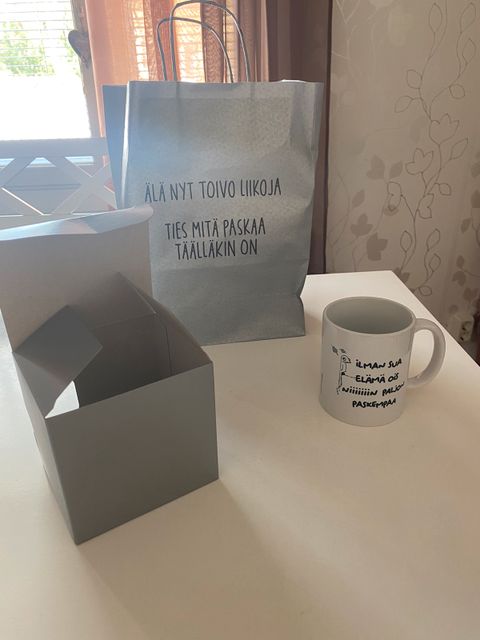 ÄLÄ NYT TOIVO LIIKOJA
TIES MITÄ PASKAA
TÄÄLLÄKIN ON
ILMAN SUA
ELÄMÄ OIS
NIIIIIIIN PALJON
PASKEMPAA